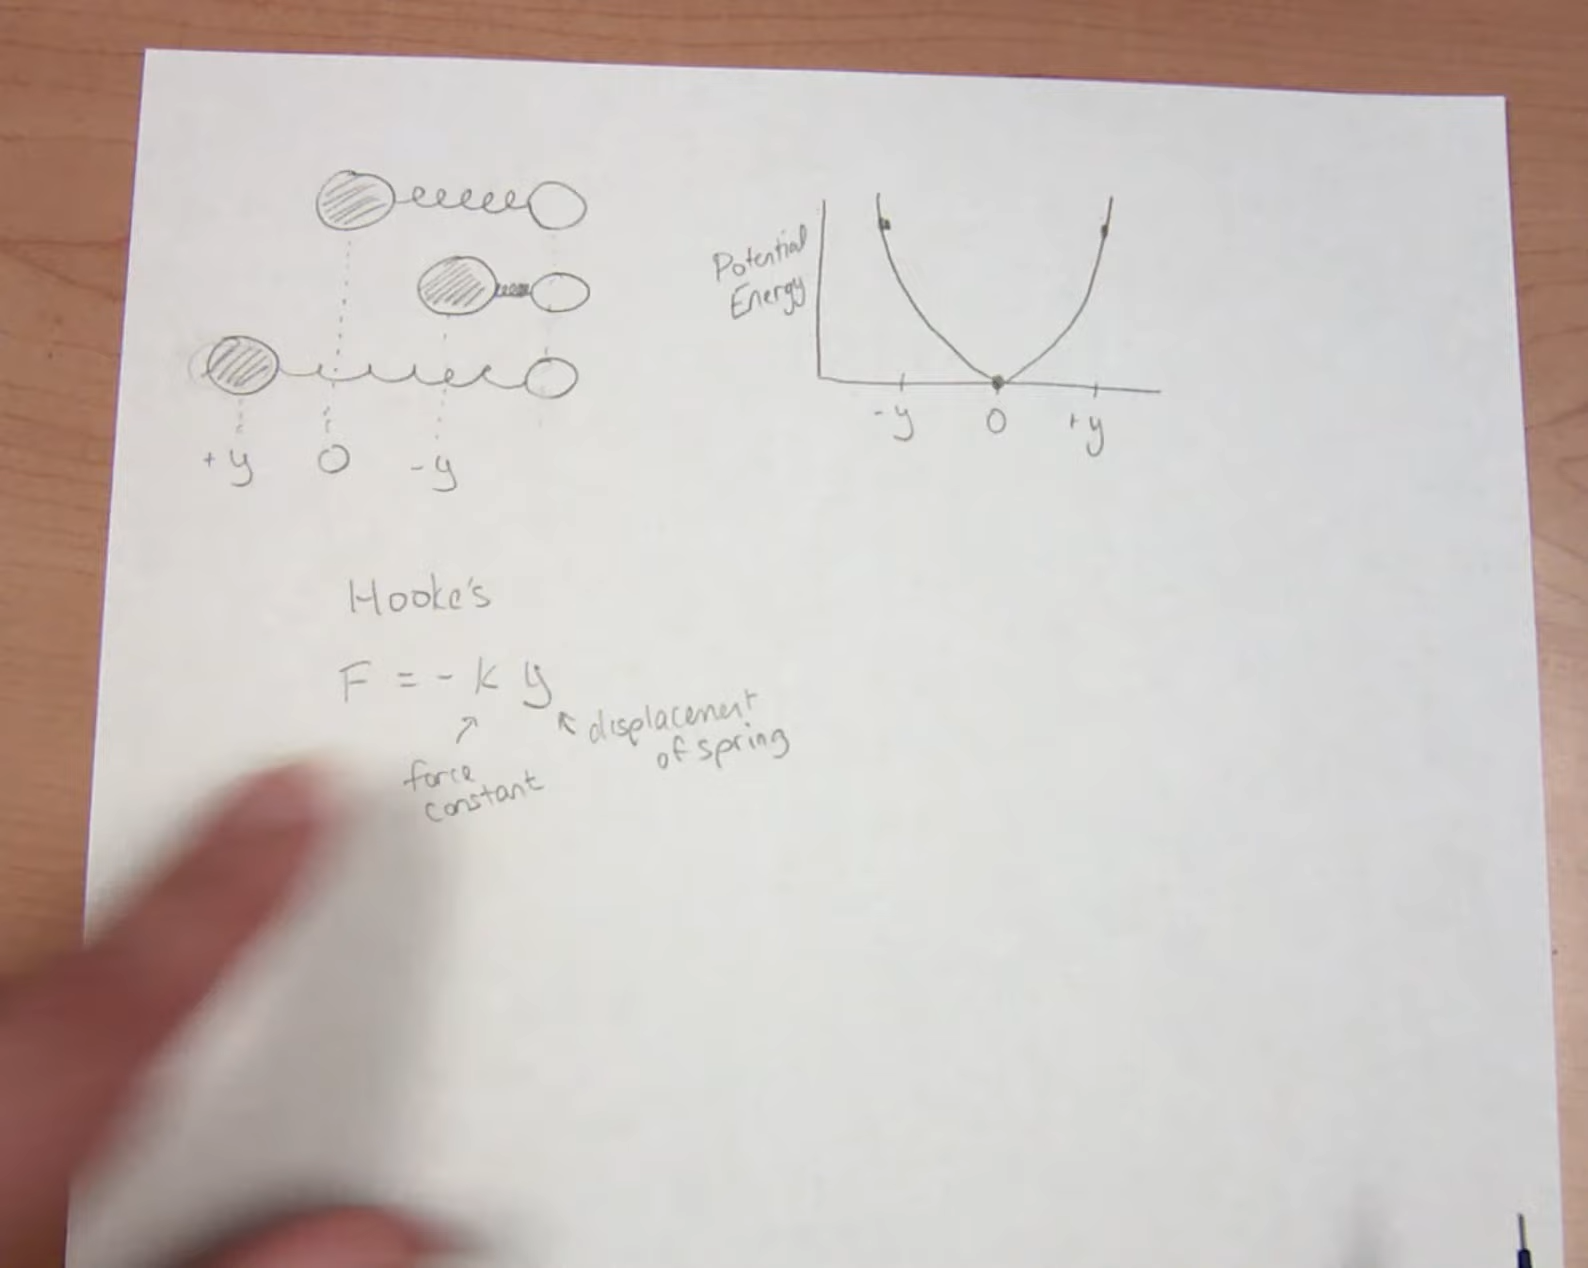 Potential
Energy
-y 0 +y
+y 0 -y
Hooke's
F = - k y
displacement
of spring
force
constant